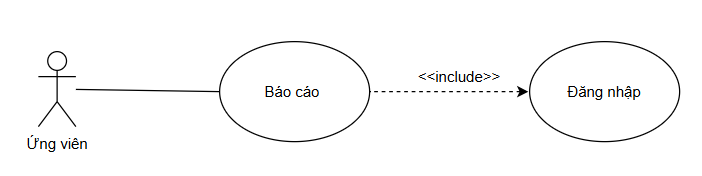 <<include>>
Báo cáo
Đăng nhập
Ứng viên